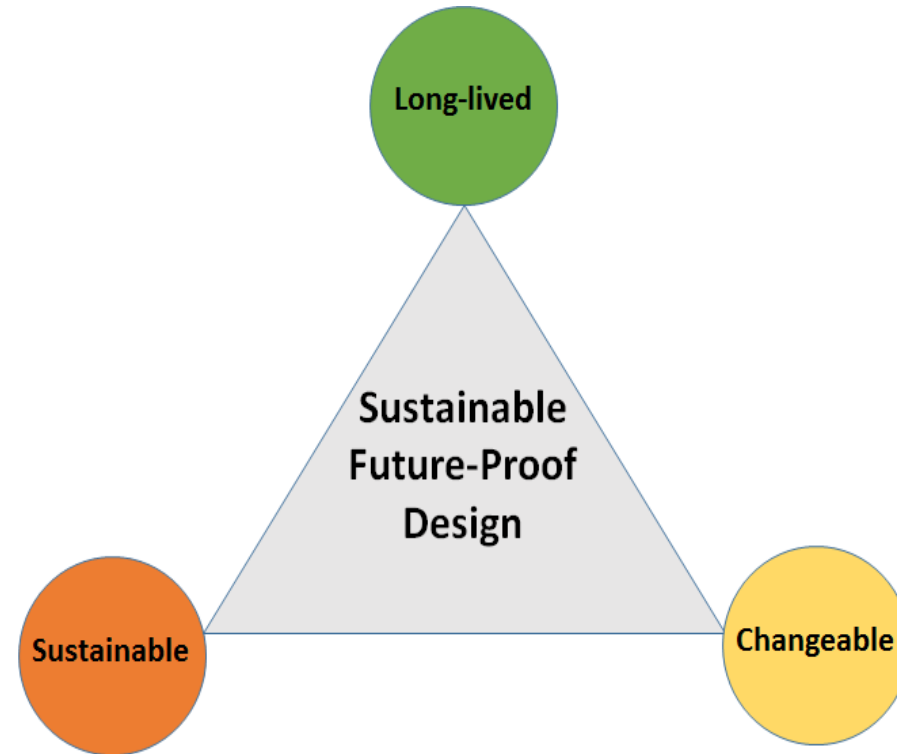 Long-lived
Sustainable
Future-Proof
Design
Sustainable
Changeable